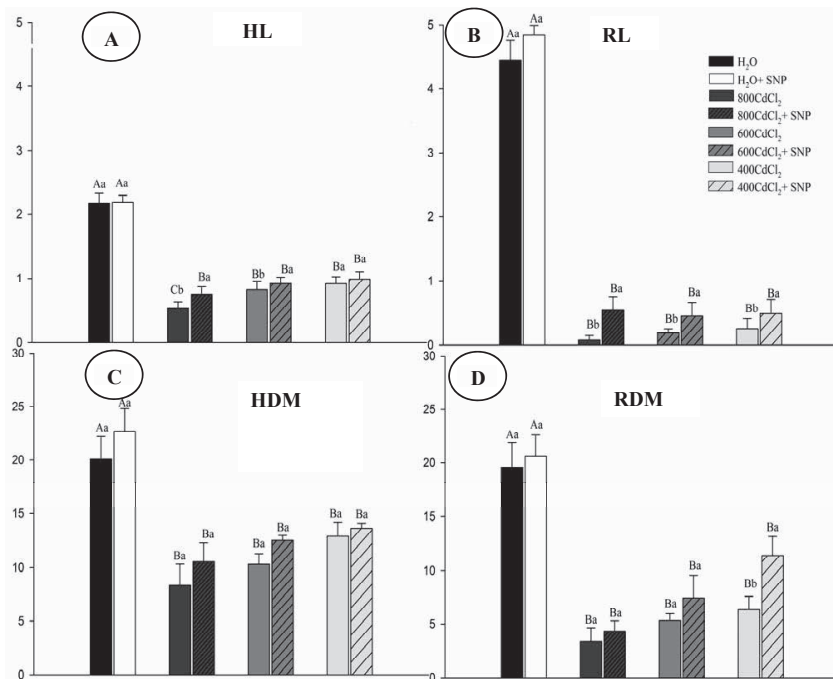 A HL
5
4
3
2
1
0
Aa Aa
Cb Ba
Bb Ba
Ba Ba
B RL
5
4
3
2
1
0
Aa Aa
Bb Ba
Bb Ba
Bb Ba
H₂O
H₂O+ SNP
800CdCl₂
800CdCl₂+ SNP
600CdCl₂
600CdCl₂+ SNP
400CdCl₂
400CdCl₂+ SNP
C HDM
30
25
20
15
10
5
0
Aa Aa
Ba Ba
Ba Ba
Ba Ba
D RDM
30
25
20
15
10
5
0
Aa Aa
Ba Ba
Ba Ba
Bb Ba